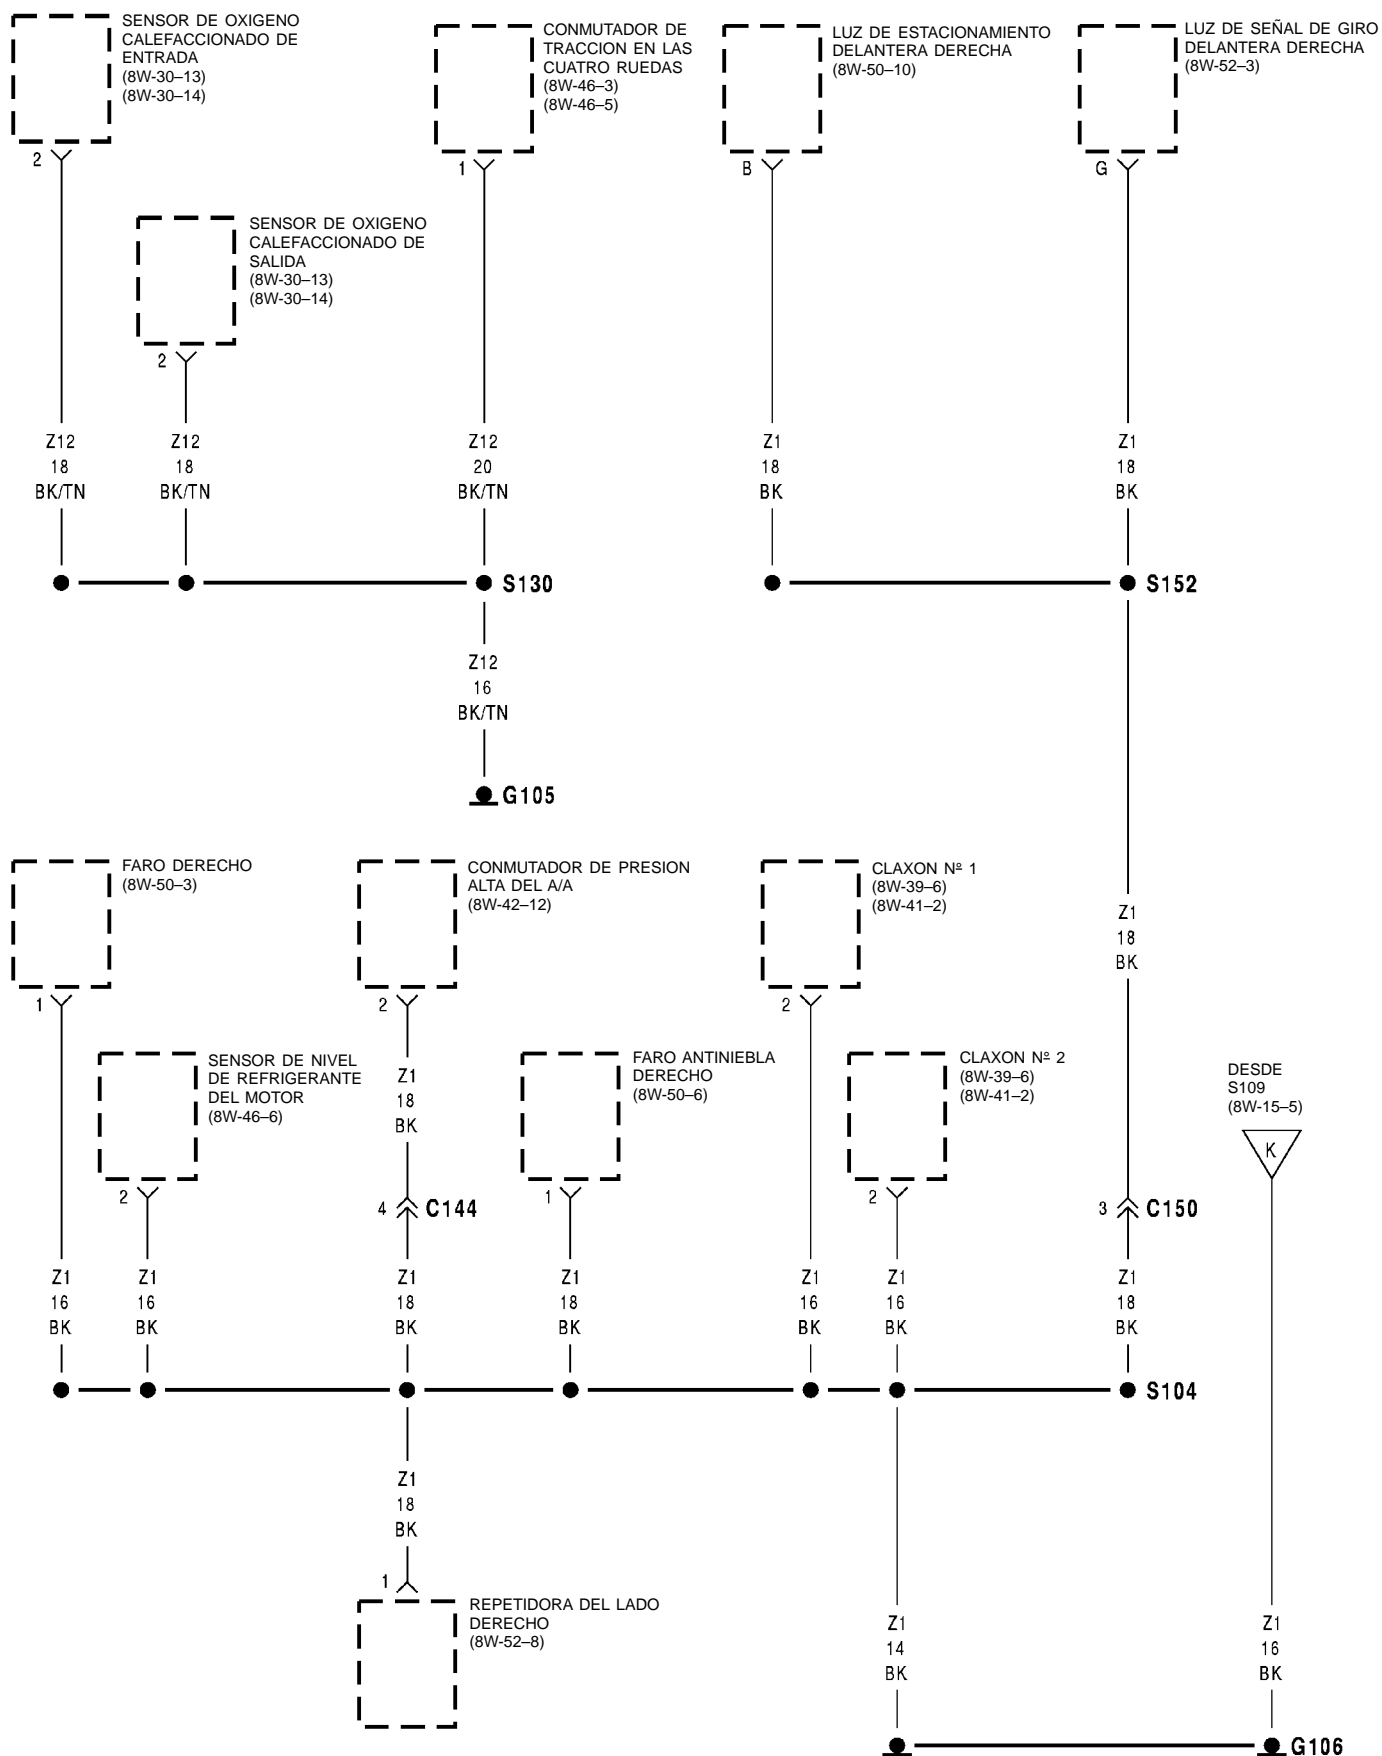 SENSOR DE OXIGENO
CALEFACCIONADO DE
ENTRADA
(8W-30–13)
(8W-30–14)
2
CONMUTADOR DE
TRACCION EN LAS
CUATRO RUEDAS
(8W-46–3)
(8W-46–5)
1
LUZ DE ESTACIONAMIENTO
DELANTERA DERECHA
(8W-50–10)
B
LUZ DE SEÑAL DE GIRO
DELANTERA DERECHA
(8W-52–3)
G
SENSOR DE OXIGENO
CALEFACCIONADO DE
SALIDA
(8W-30–13)
(8W-30–14)
2
Z12
18
BK/TN
Z12
18
BK/TN
Z12
20
BK/TN
Z1
18
BK
Z1
18
BK
S130
S152
Z12
16
BK/TN
G105
FARO DERECHO
(8W-50–3)
1
CONMUTADOR DE PRESION
ALTA DEL A/A
(8W-42–12)
2
CLAXON Nº 1
(8W-39–6)
(8W-41–2)
2
Z1
18
BK
SENSOR DE NIVEL
DE REFRIGERANTE
DEL MOTOR
(8W-46–6)
2
Z1
18
BK
FARO ANTINIEBLA
DERECHO
(8W-50–6)
1
CLAXON Nº 2
(8W-39–6)
(8W-41–2)
2
DESDE
S109
(8W-15–5)
K
4
C144
3
C150
Z1
16
BK
Z1
16
BK
Z1
18
BK
Z1
18
BK
Z1
16
BK
Z1
16
BK
Z1
18
BK
S104
Z1
18
BK
1
REPETIDORA DEL LADO
DERECHO
(8W-52–8)
Z1
14
BK
Z1
16
BK
G106